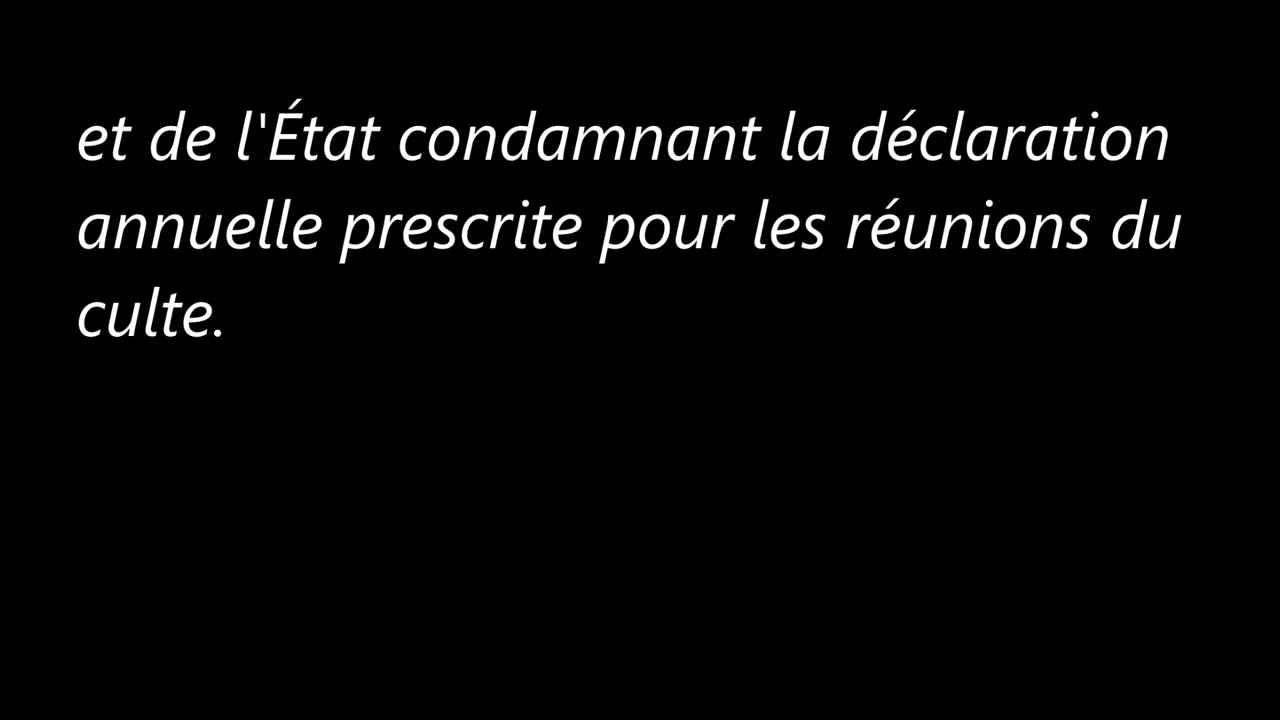 et de l'État condamnant la déclaration
annuelle prescrite pour les réunions du
culte.